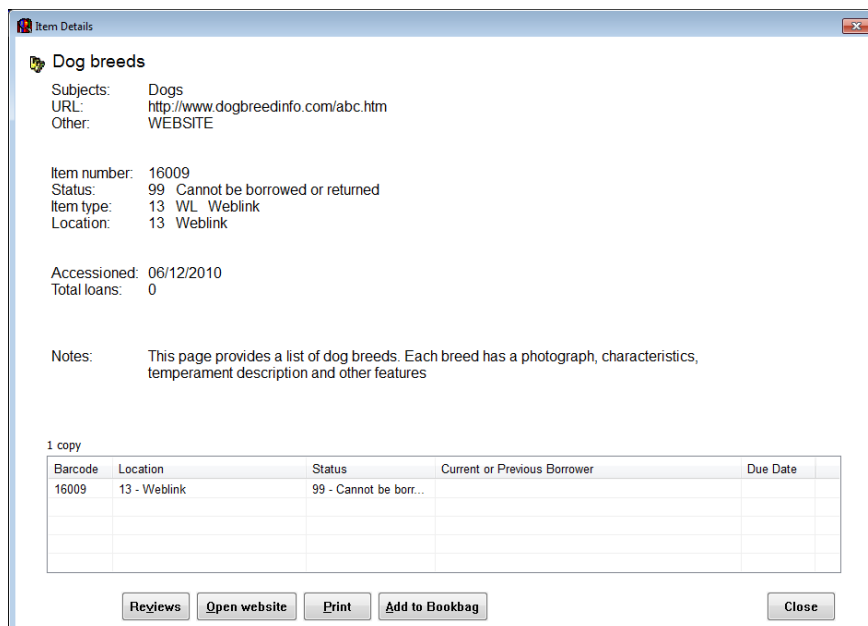 Item Details
Dog breeds
Subjects: Dogs
URL: http://www.dogbreedinfo.com/abc.htm
Other: WEBSITE
Item number: 16009
Status: 99 Cannot be borrowed or returned
Item type: 13 WL Weblink
Location: 13 Weblink
Accessioned: 06/12/2010
Total loans: 0
Notes: This page provides a list of dog breeds. Each breed has a photograph, characteristics,
temperament description and other features
1 copy
Barcode Location Status Current or Previous Borrower Due Date
16009 13 - Weblink 99 - Cannot be borr...
Reviews Open website Print Add to Bookbag Close